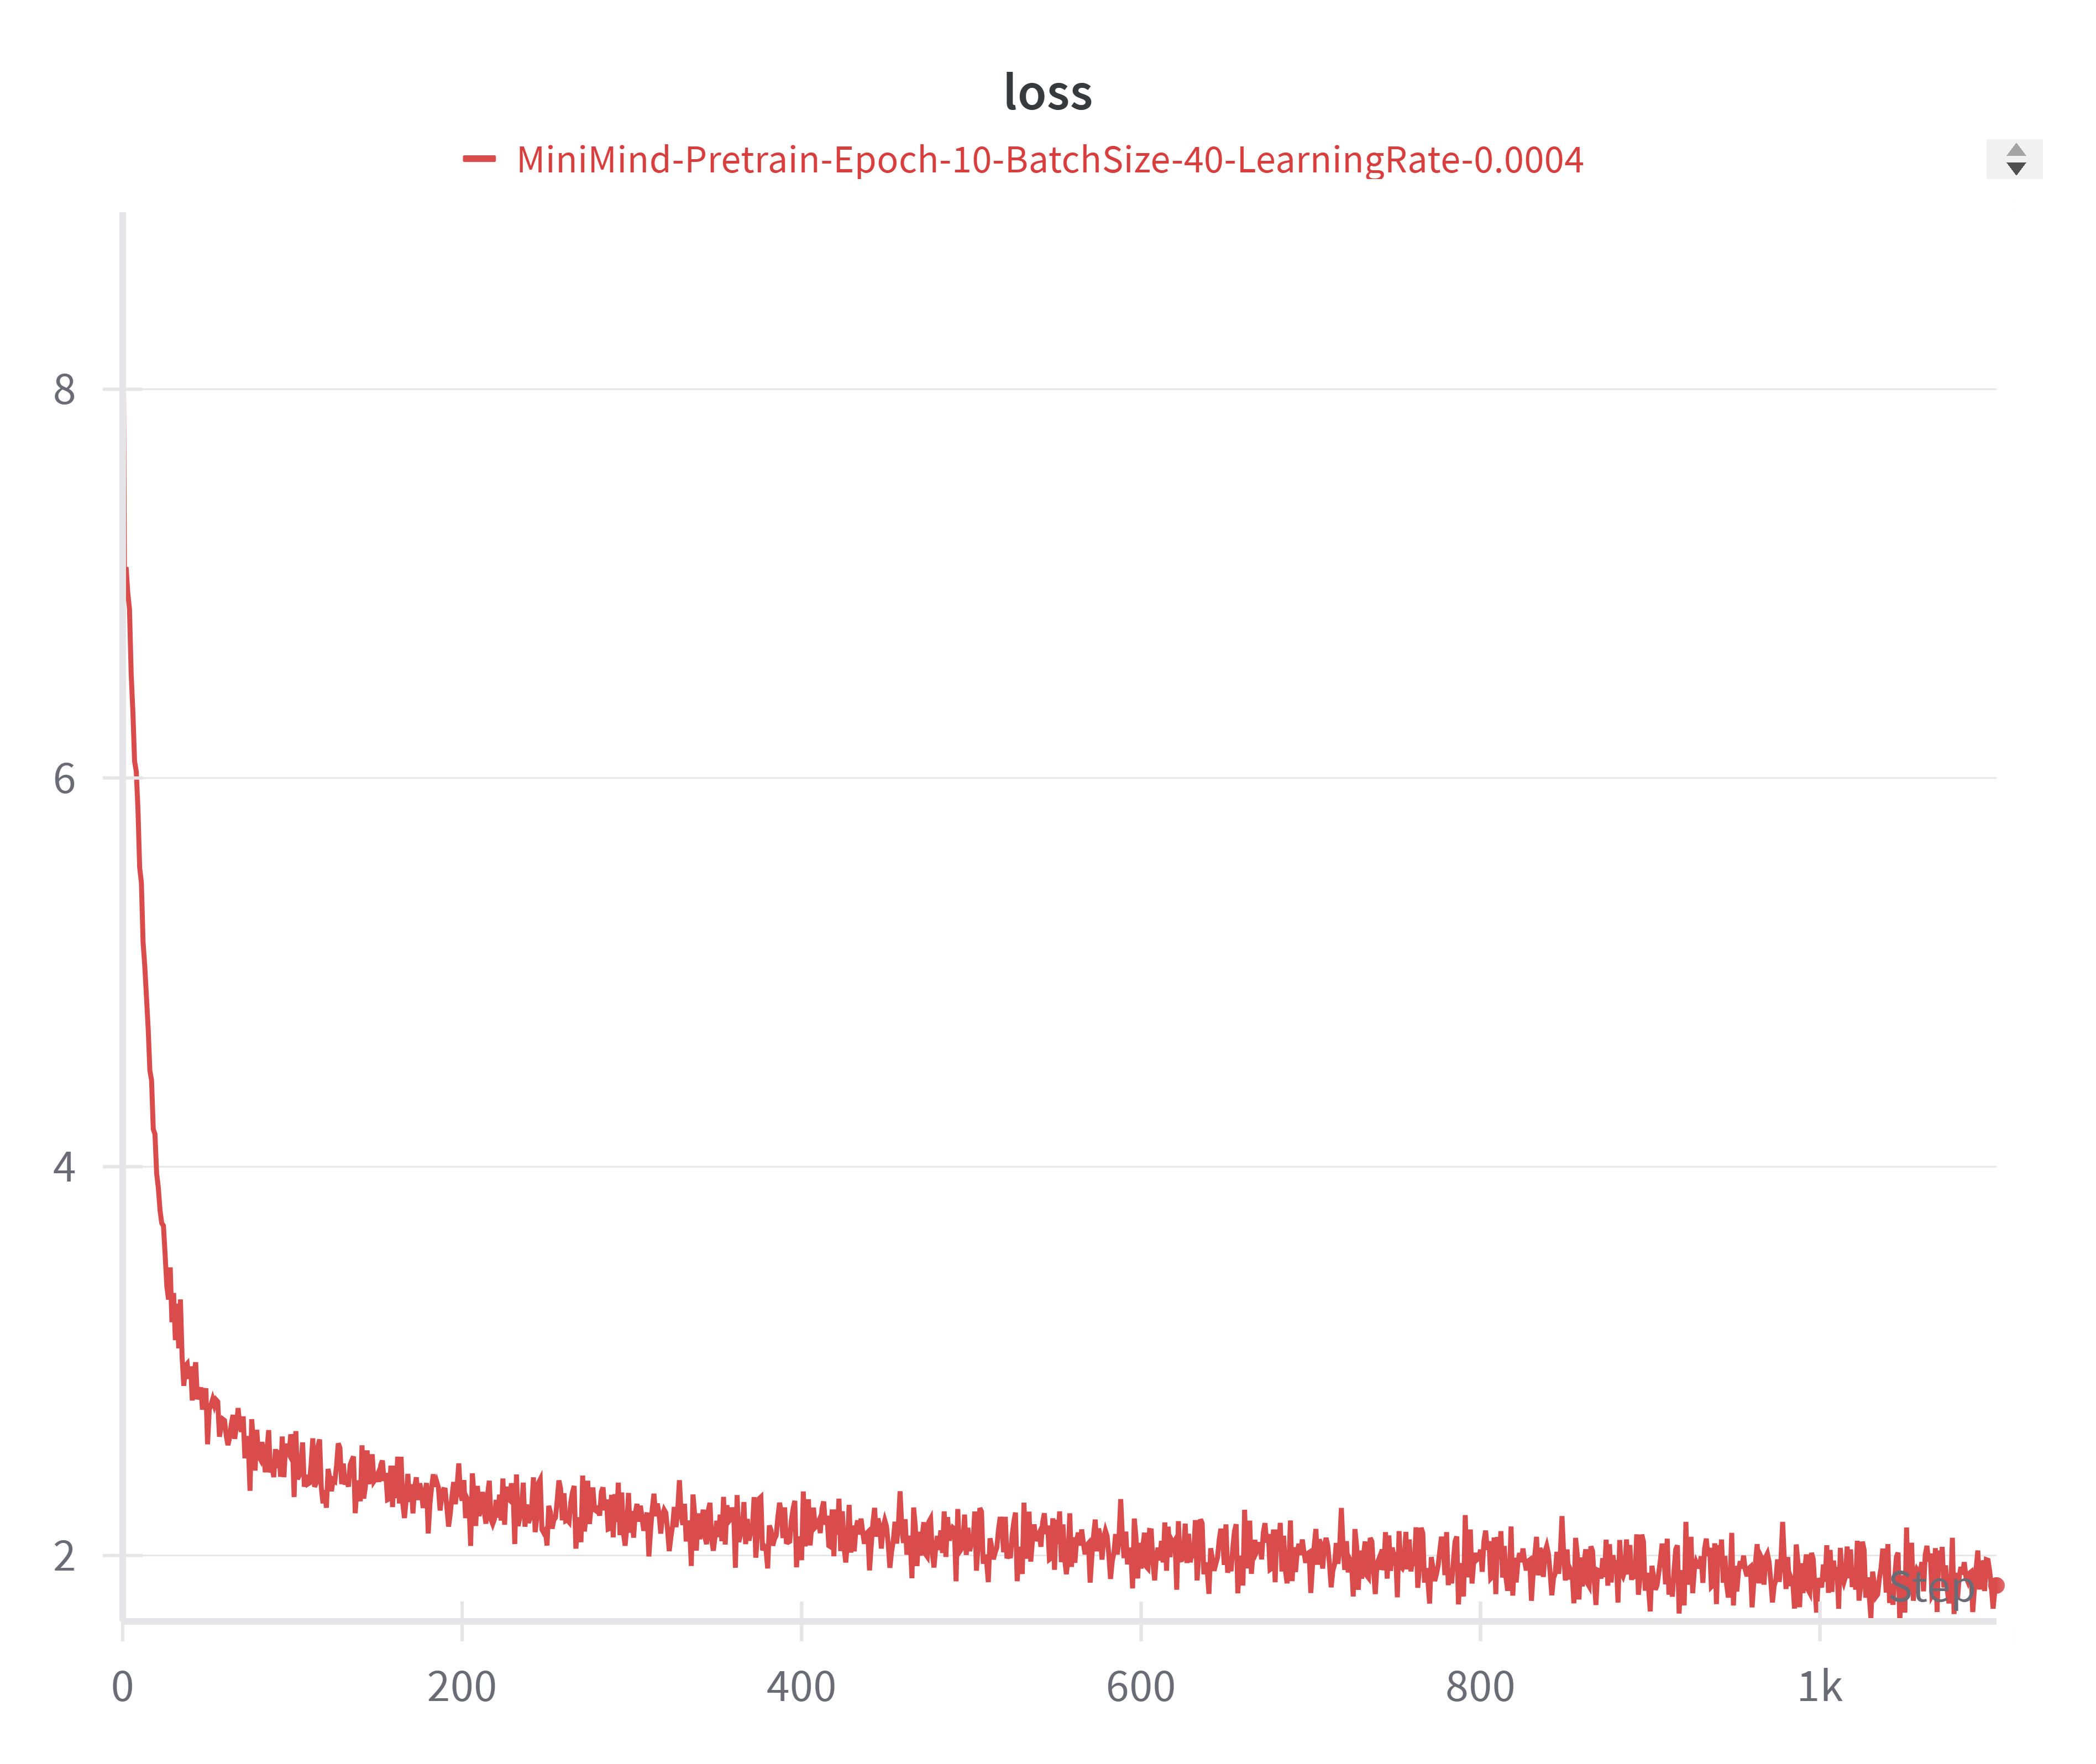 loss
MiniMind-Pretrain-Epoch-10-BatchSize-40-LearningRate-0.0004
8
6
4
2
Step
0 200 400 600 800 1k